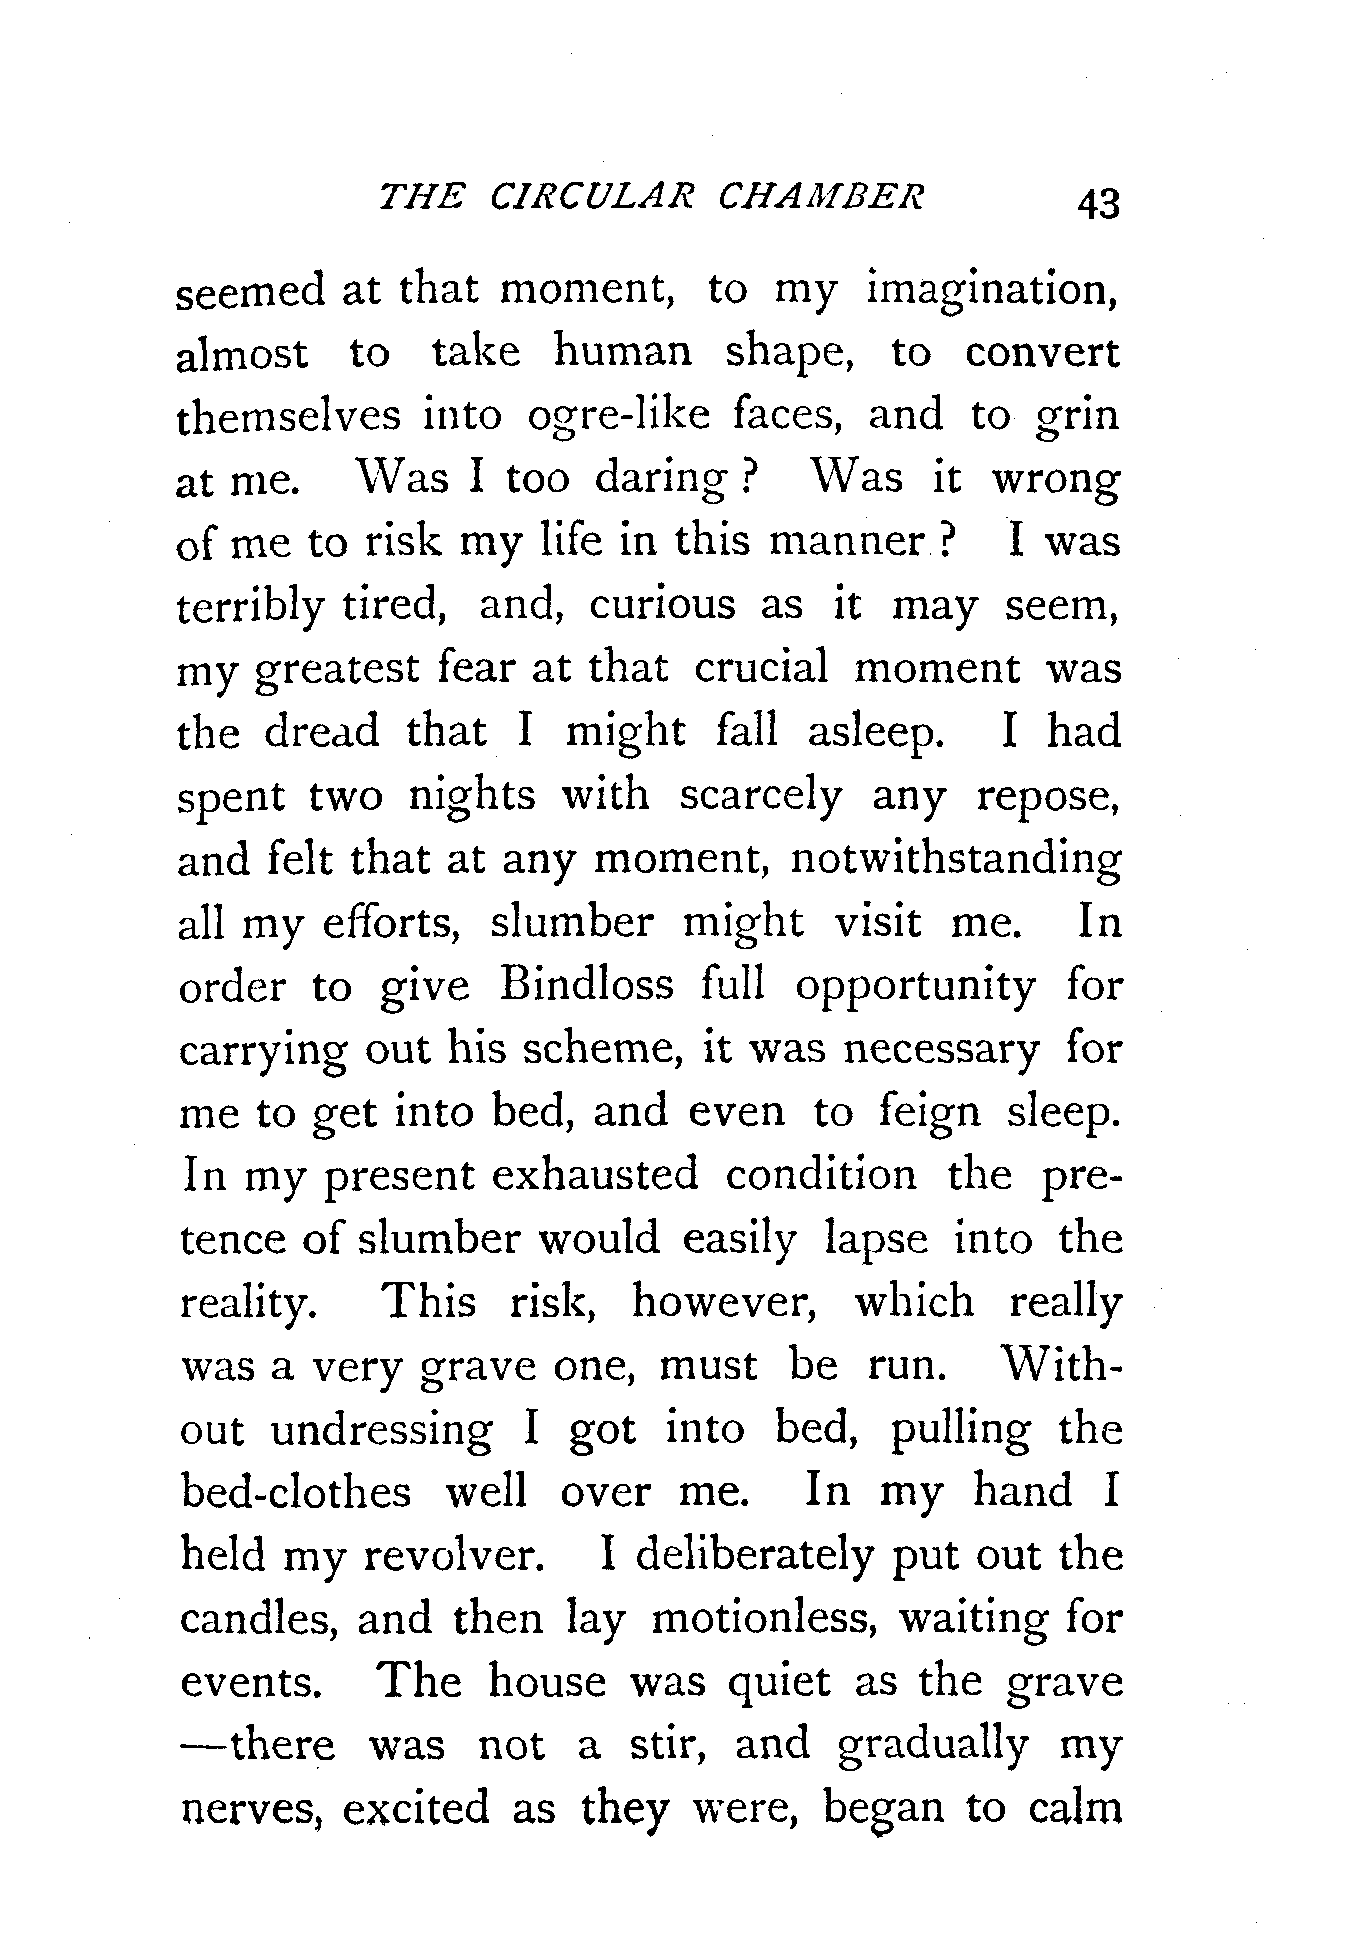 THE CIRCULAR CHAMBER 43
seemed at that moment, to my imagination,
almost to take human shape, to convert
themselves into ogre-like faces, and to grin
at me. Was I too daring? Was it wrong
of me to risk my life in this manner? I was
terribly tired, and, curious as it may seem,
my greatest fear at that crucial moment was
the dread that I might fall asleep. I had
spent two nights with scarcely any repose,
and felt that at any moment, notwithstanding
all my efforts, slumber might visit me. In
order to give Bindloss full opportunity for
carrying out his scheme, it was necessary for
me to get into bed, and even to feign sleep.
In my present exhausted condition the pre-
tence of slumber would easily lapse into the
reality. This risk, however, which really
was a very grave one, must be run. With-
out undressing I got into bed, pulling the
bed-clothes well over me. In my hand I
held my revolver. I deliberately put out the
candles, and then lay motionless, waiting for
events. The house was quiet as the grave
—there was not a stir, and gradually my
nerves, excited as they were, began to calm